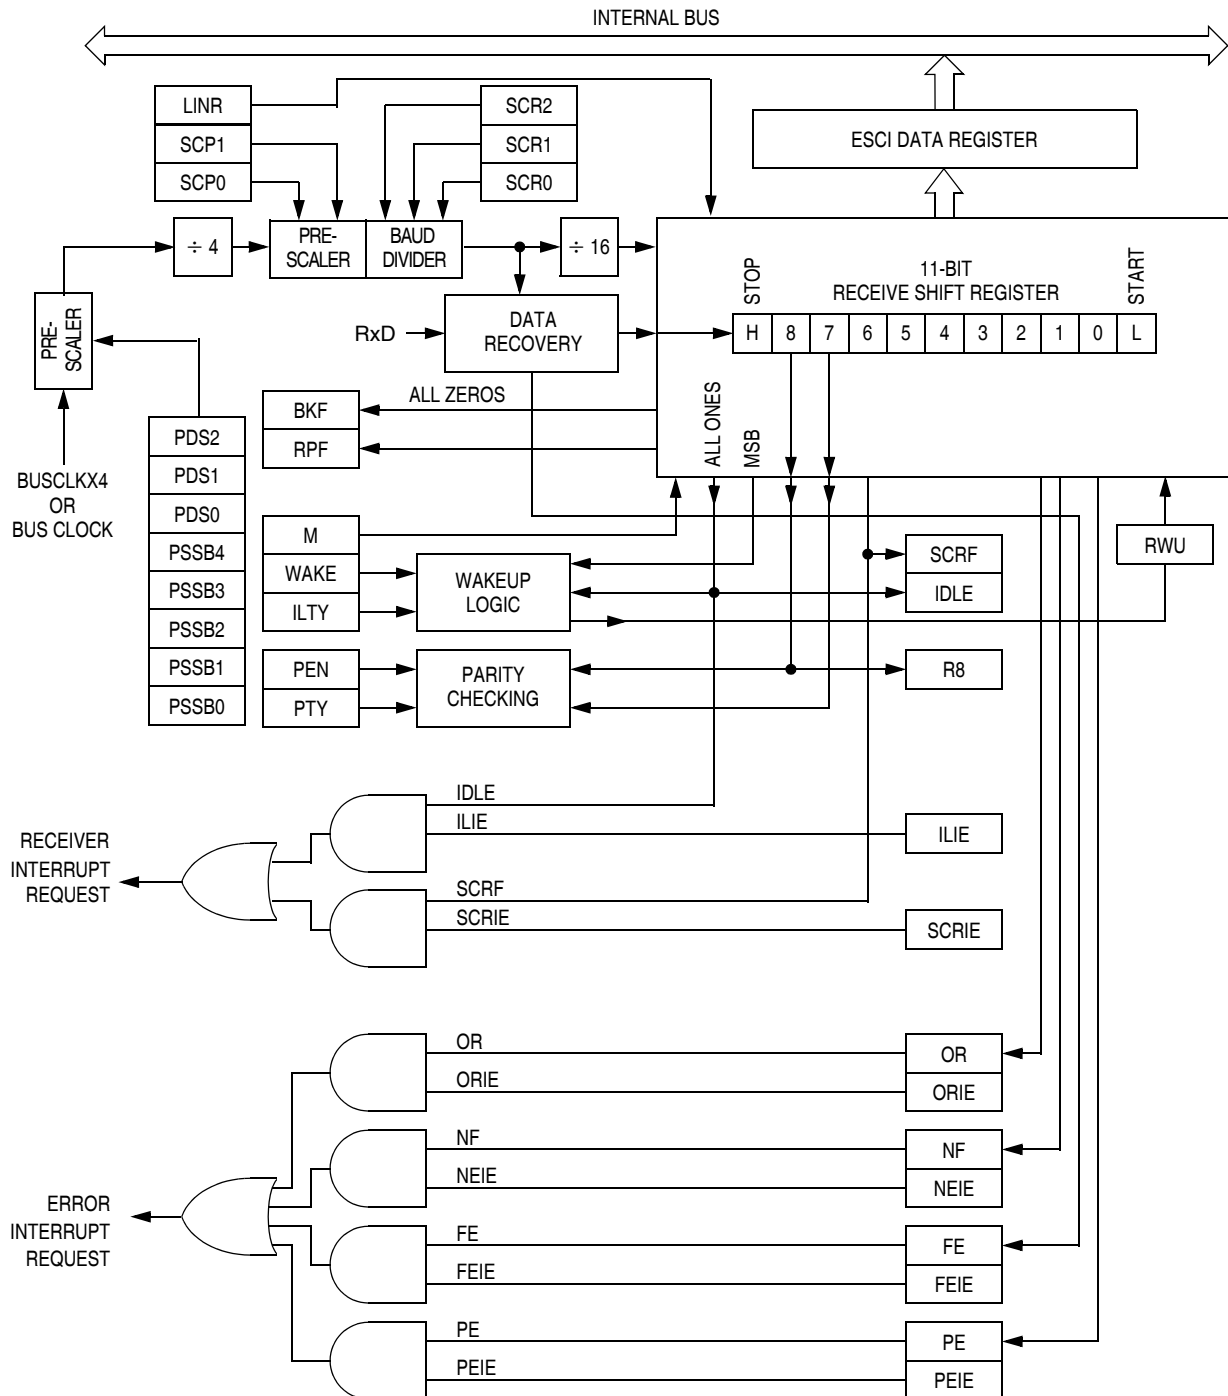 INTERNAL BUS
LINR
SCP1
SCP0
SCR2
SCR1
SCR0
ESCI DATA REGISTER
÷ 4
PRE-
SCALER
BAUD
DIVIDER
÷ 16
PRE-
SCALER
BUSCLKX4
OR
BUS CLOCK
RxD
DATA
RECOVERY
STOP
11-BIT
RECEIVE SHIFT REGISTER
START
H 8 7 6 5 4 3 2 1 0 L
ALL ZEROS
ALL ONES
MSB
BKF
RPF
PDS2
PDS1
PDS0
PSSB4
PSSB3
PSSB2
PSSB1
PSSB0
M
WAKE
ILTY
WAKEUP
LOGIC
SCRF
IDLE
RWU
PEN
PTY
PARITY
CHECKING
R8
RECEIVER
INTERRUPT
REQUEST
IDLE
ILIE
ILIE
SCRF
SCRIE
SCRIE
ERROR
INTERRUPT
REQUEST
OR
ORIE
OR
ORIE
NF
NEIE
NF
NEIE
FE
FEIE
FE
FEIE
PE
PEIE
PE
PEIE